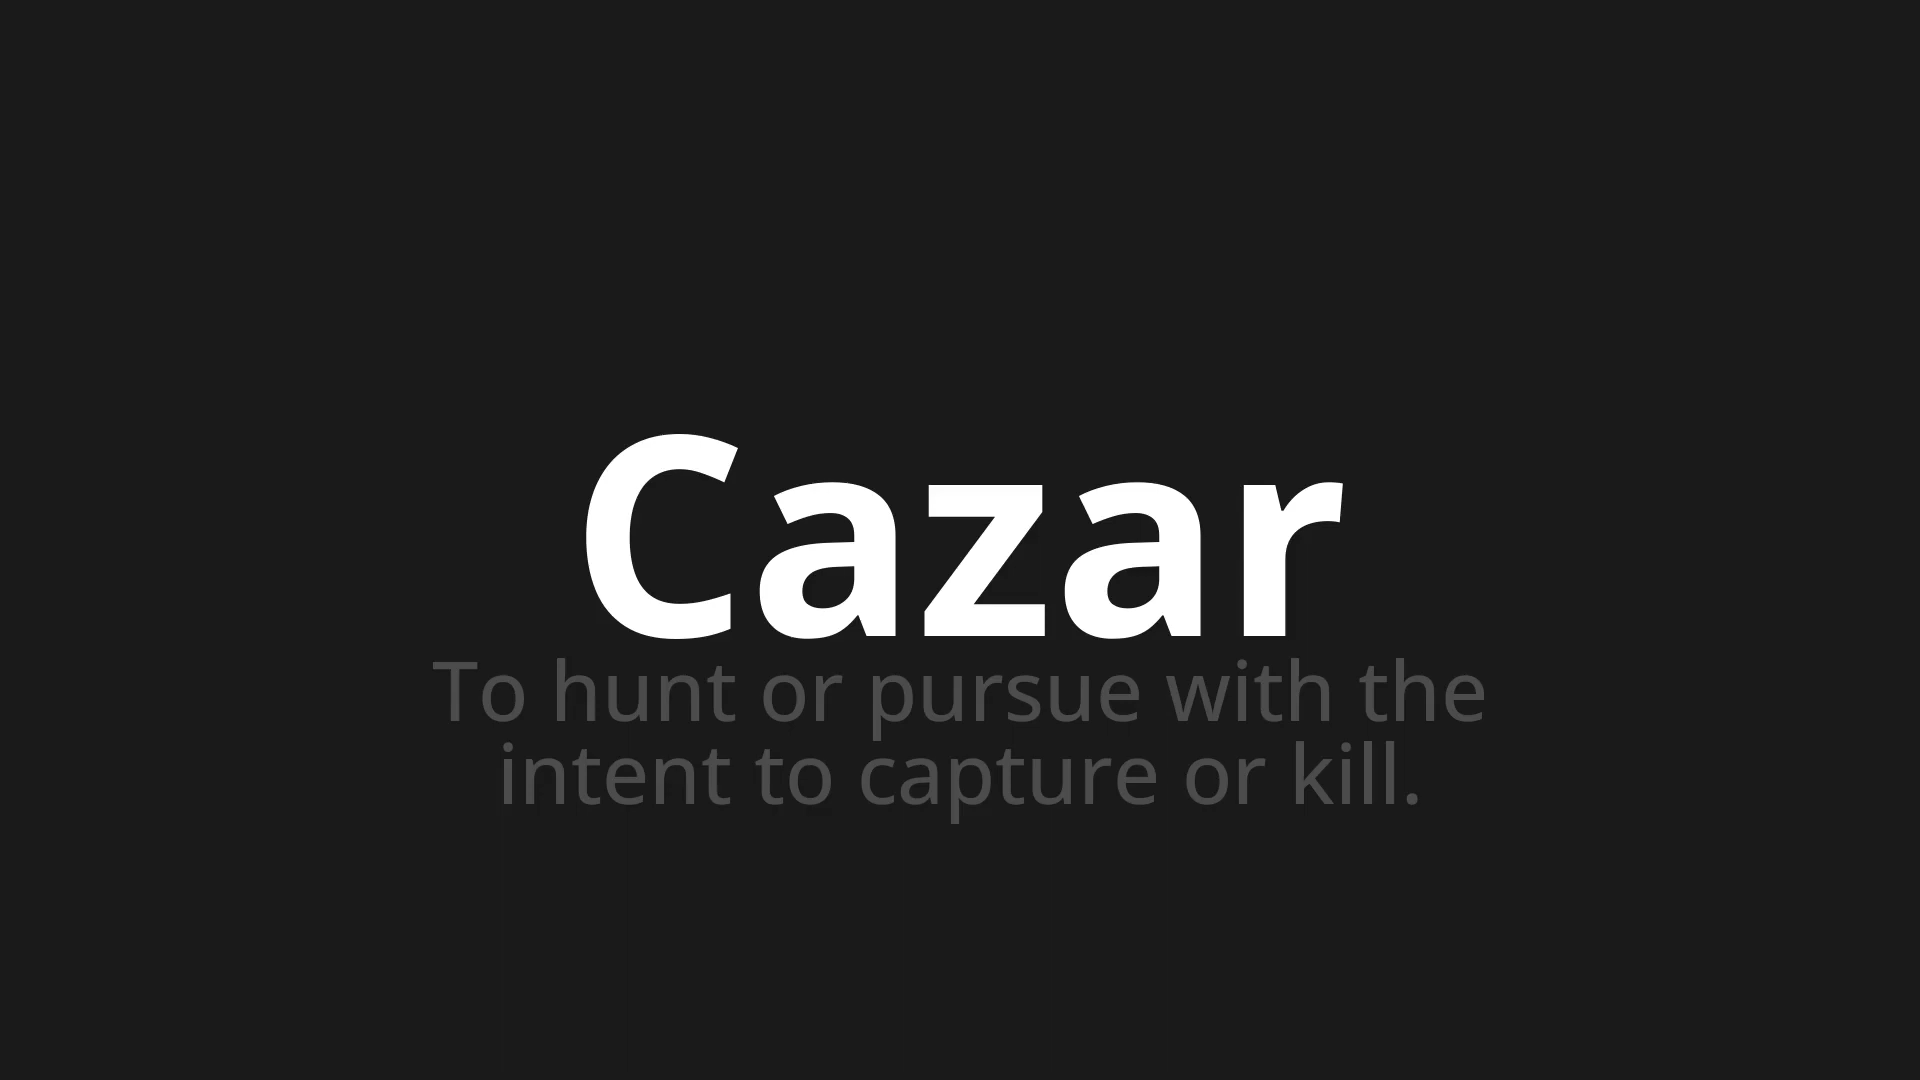 Cazar
To hunt or pursue with the
intent to capture or kill.